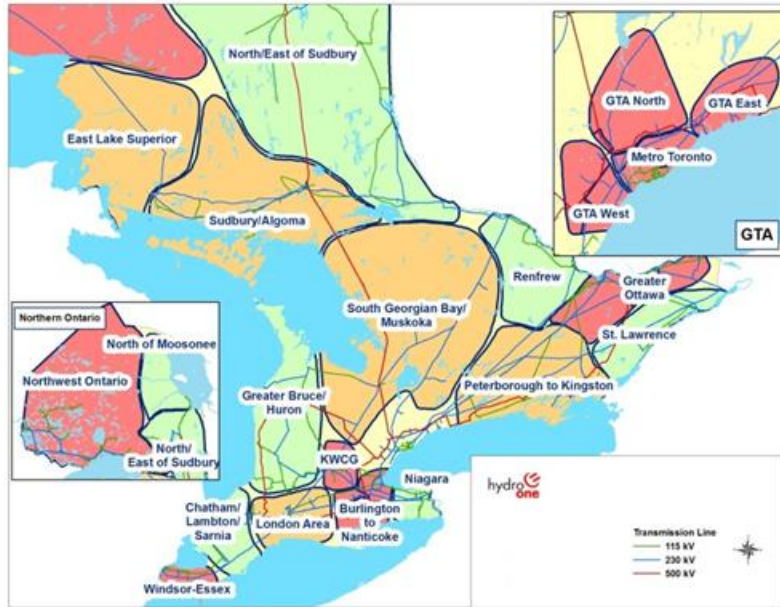 North/East of Sudbury
East Lake Superior
Sudbury/Algoma
GTA North
GTA East
Metro Toronto
GTA West
GTA
Renfrew
Greater
Ottawa
South Georgian Bay/
Muskoka
St. Lawrence
Peterborough to Kingston
Northern Ontario
North of Moosonee
Northwest Ontario
North/
East of Sudbury
Greater Bruce/
Huron
KWCG
Niagara
Chatham/
Lambton/
Sarnia
London Area
Burlington
to
Nanticoke
Windsor-Essex
hydro
one
Transmission Line
115 kV
230 kV
500 kV